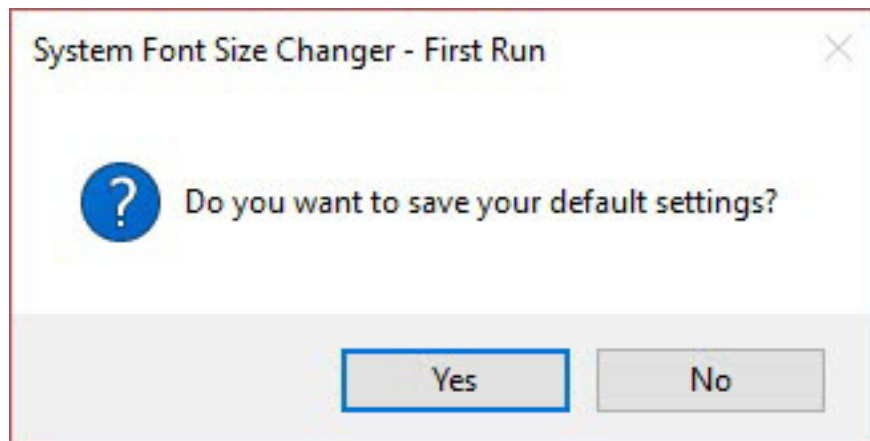 System Font Size Changer - First Run
Do you want to save your default settings?
Yes No